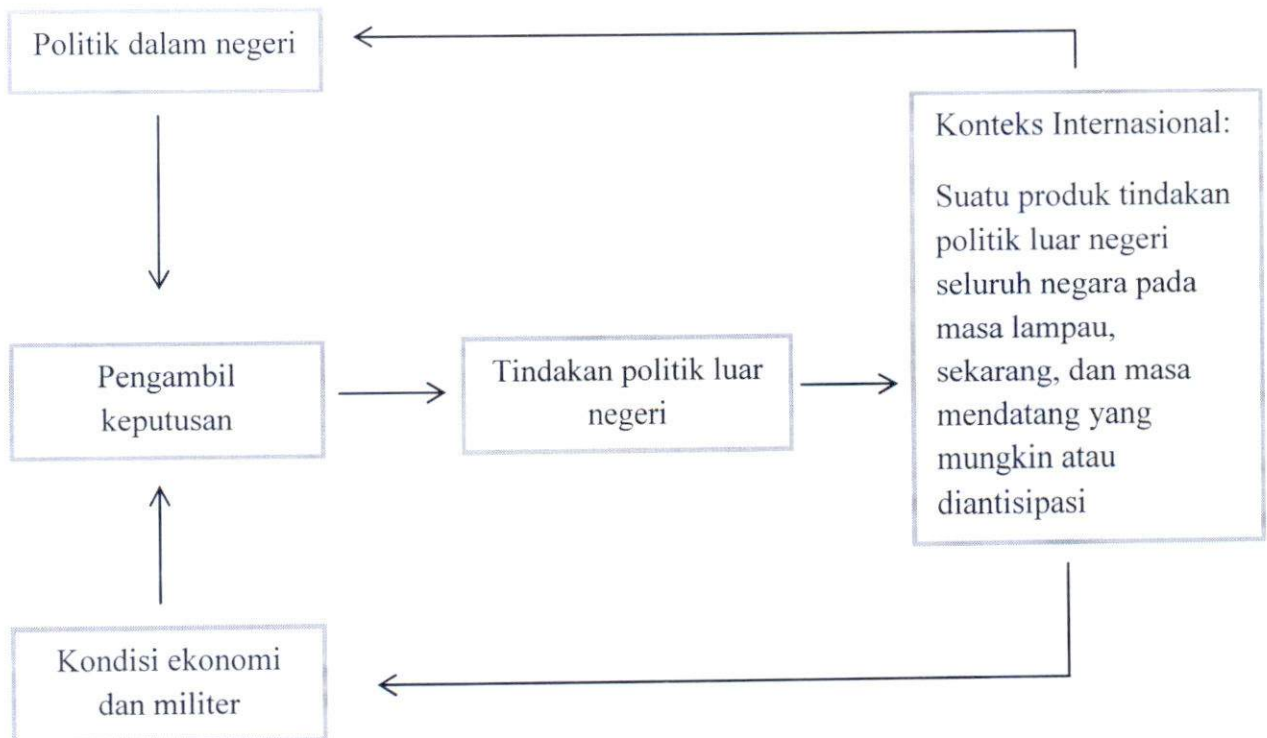 Politik dalam negeri
Konteks Internasional:
Suatu produk tindakan
politik luar negeri
seluruh negara pada
masa lampau,
sekarang, dan masa
mendatang yang
mungkin atau
diantisipasi
Pengambil
keputusan
Tindakan politik luar
negeri
Kondisi ekonomi
dan militer